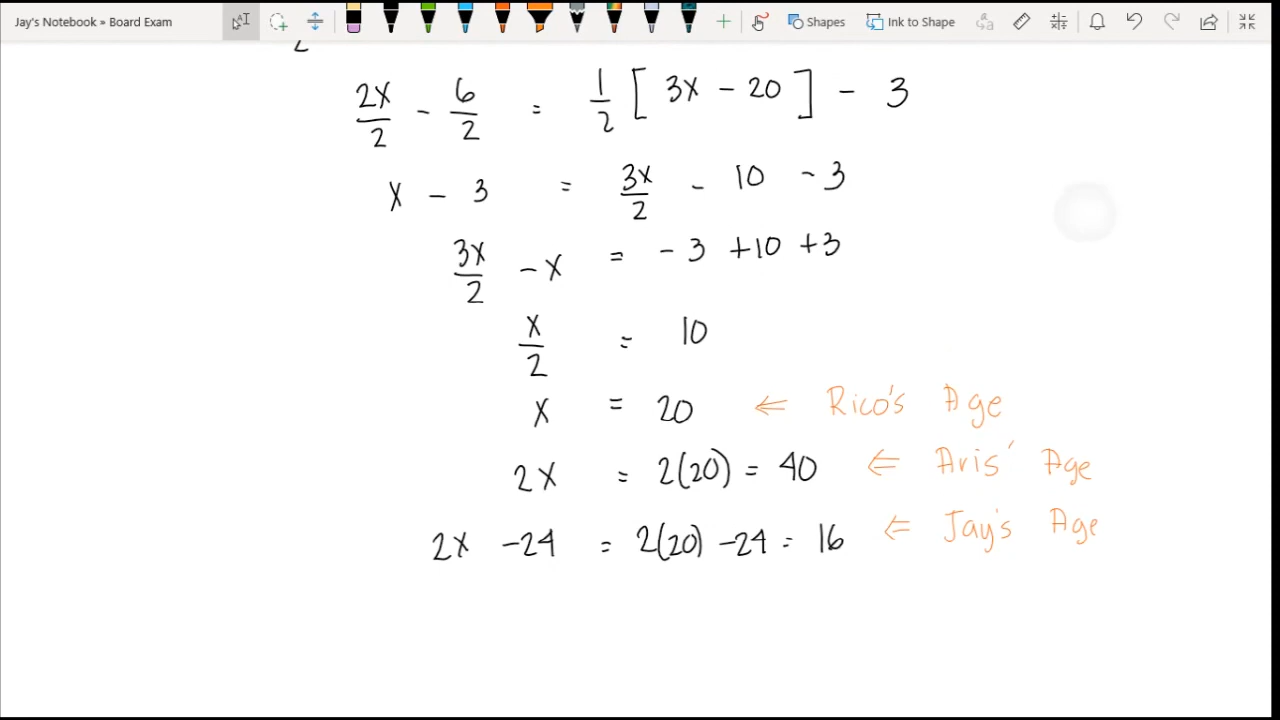 Jay's Notebook » Board Exam
Shapes
Ink to Shape
2
2x/2 - 6/2 = 1/2 [ 3x - 20 ] - 3
x - 3 = 3x/2 - 10 - 3
3x/2 - x = - 3 + 10 + 3
x/2 = 10
x = 20 ⇐ Rico's Age
2x = 2(20) = 40 ⇐ Aris' Age
2x - 24 = 2(20) - 24 = 16 ⇐ Jay's Age